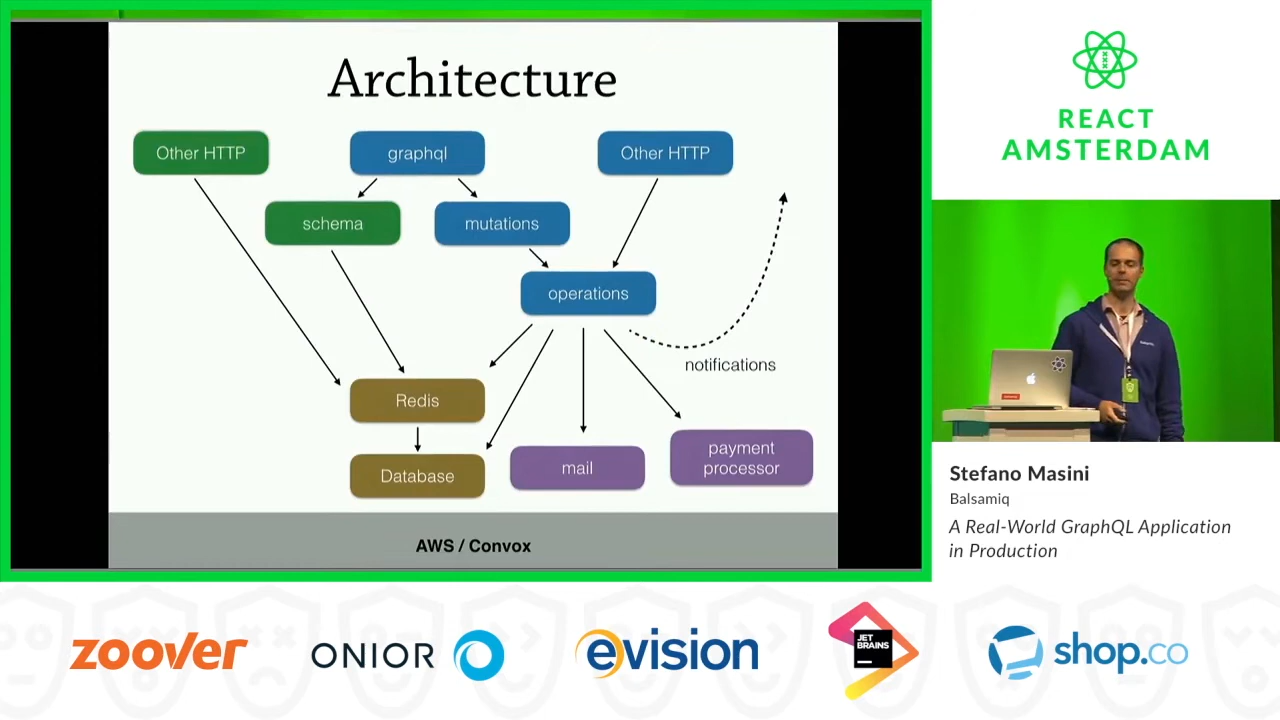 Architecture
Other HTTP
graphql
Other HTTP
schema
mutations
operations
notifications
Redis
Database
mail
payment
processor
AWS / Convox
REACT
AMSTERDAM
Stefano Masini
Balsamiq
A Real-World GraphQL Application
in Production
zoover
ONIOR
evision
JET
BRAINS
shop.co